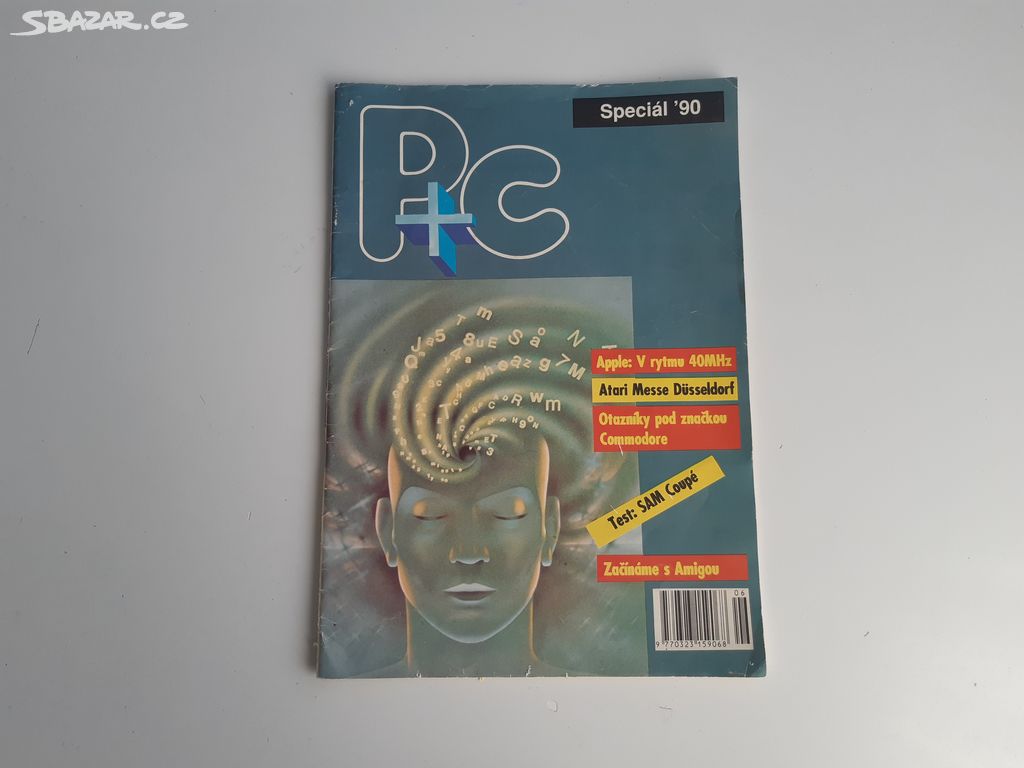 SBAZAR.CZ
Speciál '90
P+C
Apple: V rytmu 40MHz
Atari Messe Düsseldorf
Otazníky pod značkou
Commodore
Test: SAM Coupé
Začínáme s Amigou
06
9 770323 159068